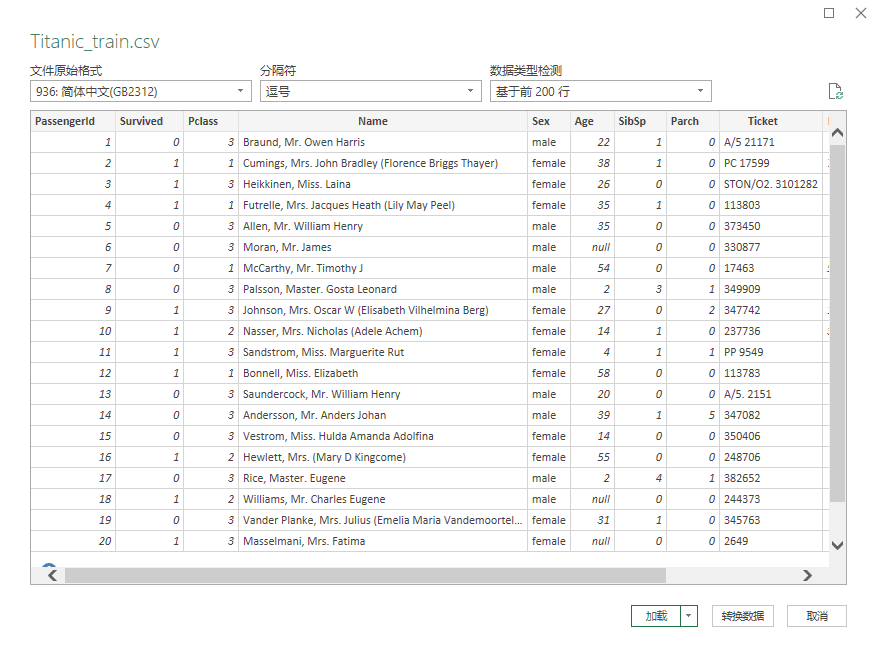 Titanic_train.csv
文件原始格式 分隔符 数据类型检测
936: 简体中文(GB2312) 逗号 基于前 200 行
PassengerId Survived Pclass Name Sex Age SibSp Parch Ticket
1 0 3 Braund, Mr. Owen Harris male 22 1 0 A/5 21171
2 1 1 Cumings, Mrs. John Bradley (Florence Briggs Thayer) female 38 1 0 PC 17599
3 1 3 Heikkinen, Miss. Laina female 26 0 0 STON/O2. 3101282
4 1 1 Futrelle, Mrs. Jacques Heath (Lily May Peel) female 35 1 0 113803
5 0 3 Allen, Mr. William Henry male 35 0 0 373450
6 0 3 Moran, Mr. James male null 0 0 330877
7 0 1 McCarthy, Mr. Timothy J male 54 0 0 17463
8 0 3 Palsson, Master. Gosta Leonard male 2 3 1 349909
9 1 3 Johnson, Mrs. Oscar W (Elisabeth Vilhelmina Berg) female 27 0 2 347742
10 1 2 Nasser, Mrs. Nicholas (Adele Achem) female 14 1 0 237736
11 1 3 Sandstrom, Miss. Marguerite Rut female 4 1 1 PP 9549
12 1 1 Bonnell, Miss. Elizabeth female 58 0 0 113783
13 0 3 Saundercock, Mr. William Henry male 20 0 0 A/5. 2151
14 0 3 Andersson, Mr. Anders Johan male 39 1 5 347082
15 0 3 Vestrom, Miss. Hulda Amanda Adolfina female 14 0 0 350406
16 1 2 Hewlett, Mrs. (Mary D Kingcome) female 55 0 0 248706
17 0 3 Rice, Master. Eugene male 2 4 1 382652
18 1 2 Williams, Mr. Charles Eugene male null 0 0 244373
19 0 3 Vander Planke, Mrs. Julius (Emelia Maria Vandemoortel... female 31 1 0 345763
20 1 3 Masselmani, Mrs. Fatima female null 0 0 2649
加载 转换数据 取消